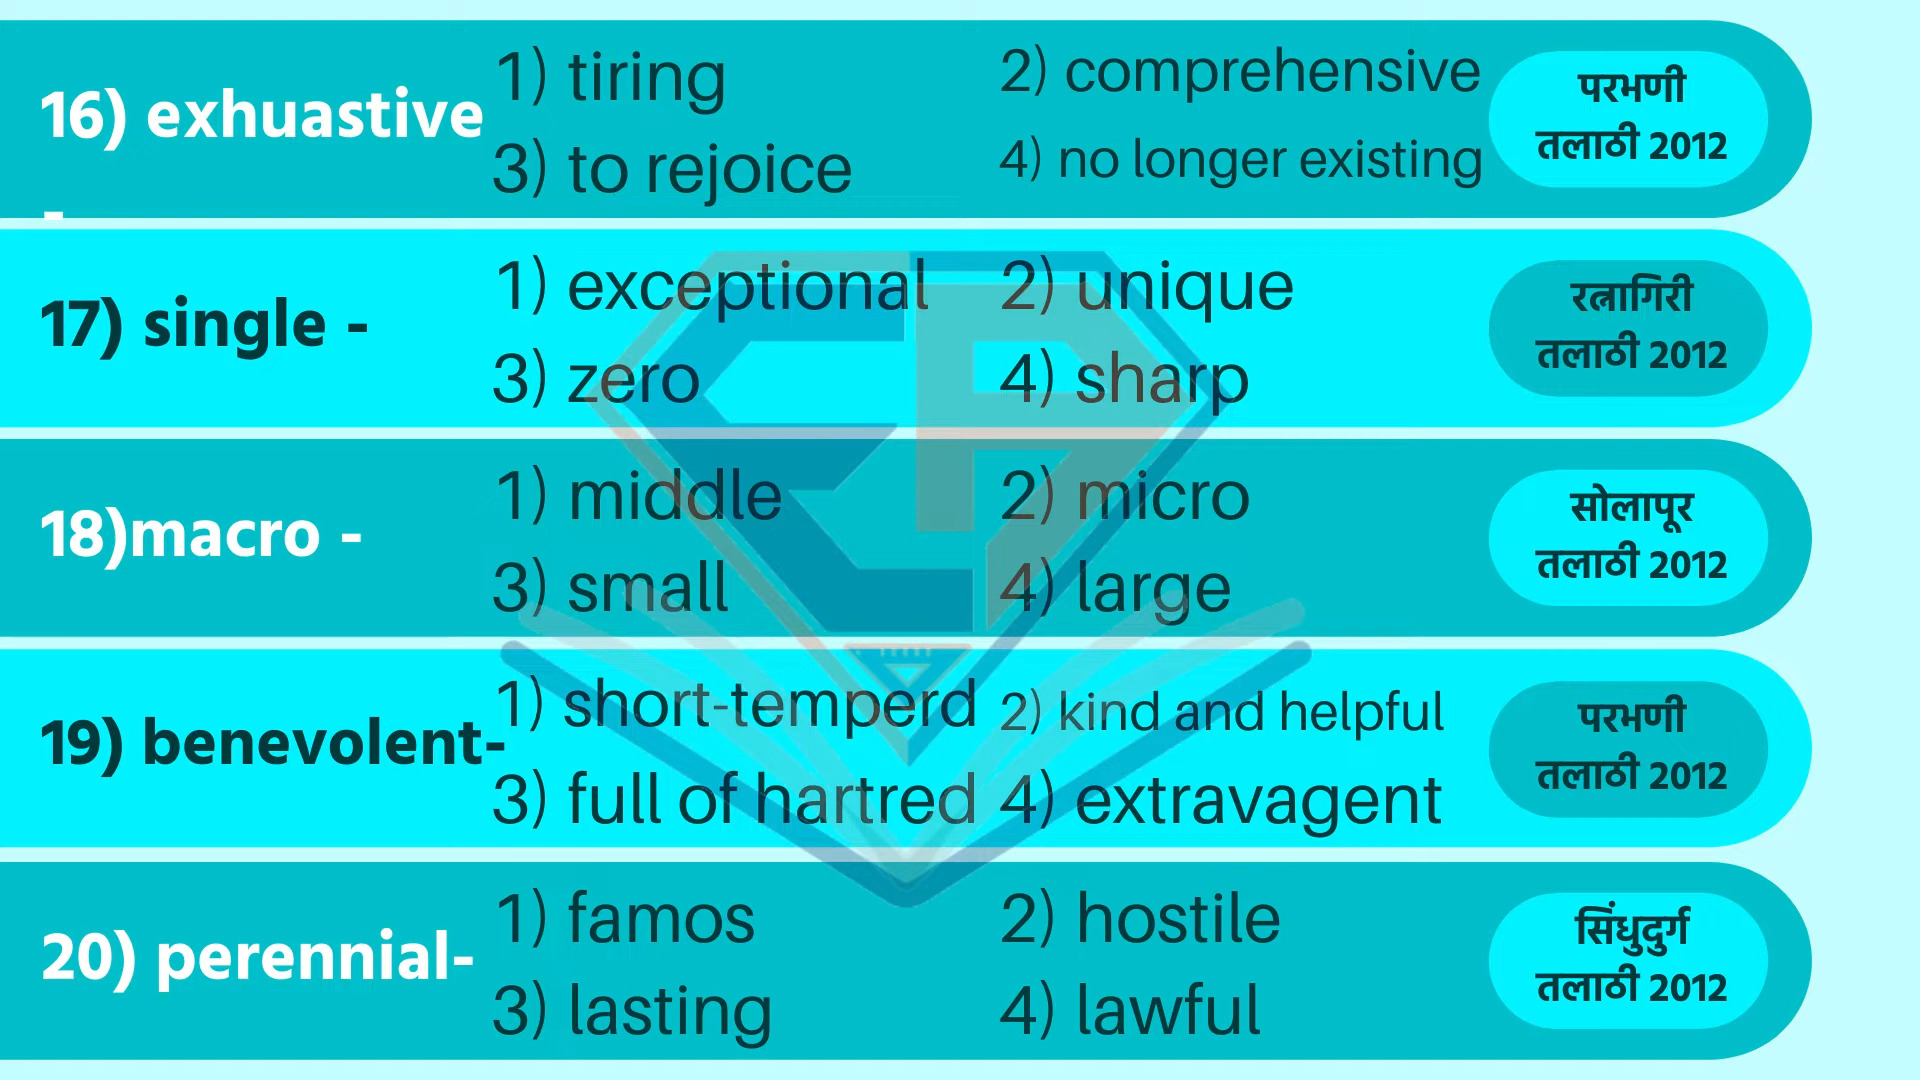 16) exhuastive
-
1) tiring
2) comprehensive
3) to rejoice
4) no longer existing
परभणी
तलाठी 2012
17) single -
1) exceptional
2) unique
3) zero
4) sharp
रत्नागिरी
तलाठी 2012
18)macro -
1) middle
2) micro
3) small
4) large
सोलापूर
तलाठी 2012
19) benevolent-
1) short-temperd
2) kind and helpful
3) full of hartred
4) extravagent
परभणी
तलाठी 2012
20) perennial-
1) famos
2) hostile
3) lasting
4) lawful
सिंधुदुर्ग
तलाठी 2012